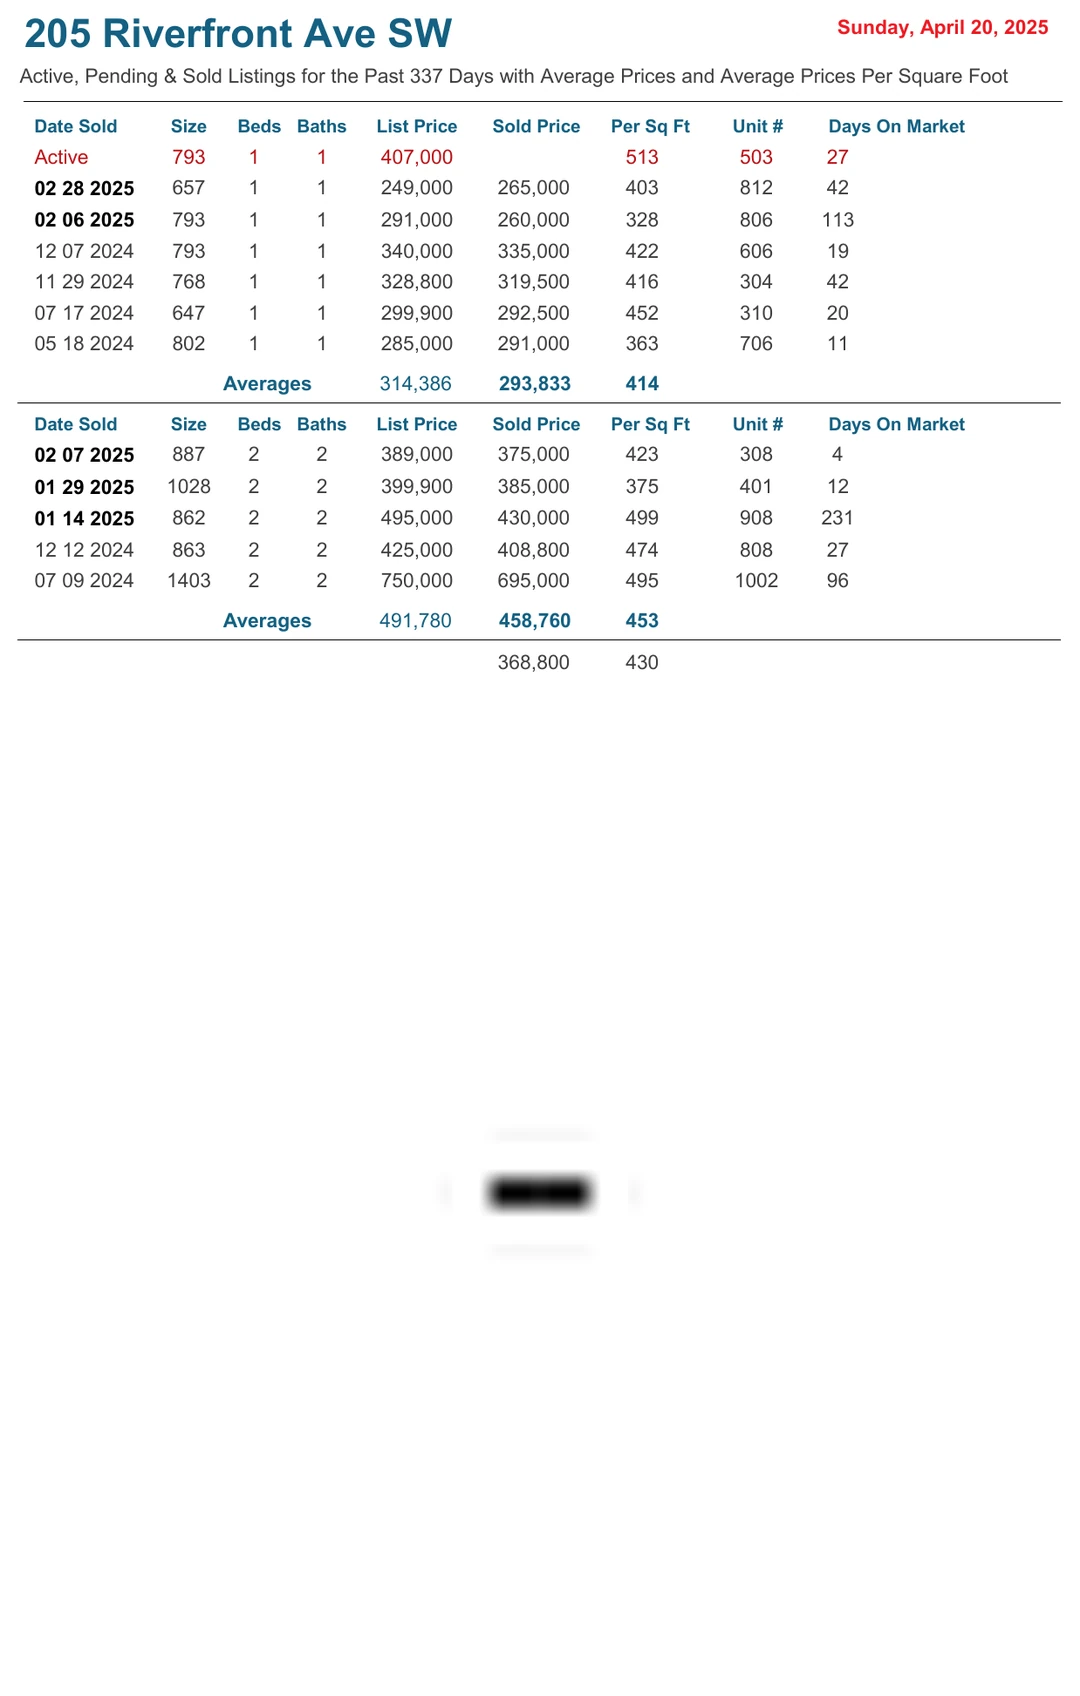 205 Riverfront Ave SW
Sunday, April 20, 2025
Active, Pending & Sold Listings for the Past 337 Days with Average Prices and Average Prices Per Square Foot
Date Sold Size Beds Baths List Price Sold Price Per Sq Ft Unit # Days On Market
Active 793 1 1 407,000 513 503 27
02 28 2025 657 1 1 249,000 265,000 403 812 42
02 06 2025 793 1 1 291,000 260,000 328 806 113
12 07 2024 793 1 1 340,000 335,000 422 606 19
11 29 2024 768 1 1 328,800 319,500 416 304 42
07 17 2024 647 1 1 299,900 292,500 452 310 20
05 18 2024 802 1 1 285,000 291,000 363 706 11
Averages 314,386 293,833 414
Date Sold Size Beds Baths List Price Sold Price Per Sq Ft Unit # Days On Market
02 07 2025 887 2 2 389,000 375,000 423 308 4
01 29 2025 1028 2 2 399,900 385,000 375 401 12
01 14 2025 862 2 2 495,000 430,000 499 908 231
12 12 2024 863 2 2 425,000 408,800 474 808 27
07 09 2024 1403 2 2 750,000 695,000 495 1002 96
Averages 491,780 458,760 453
368,800 430